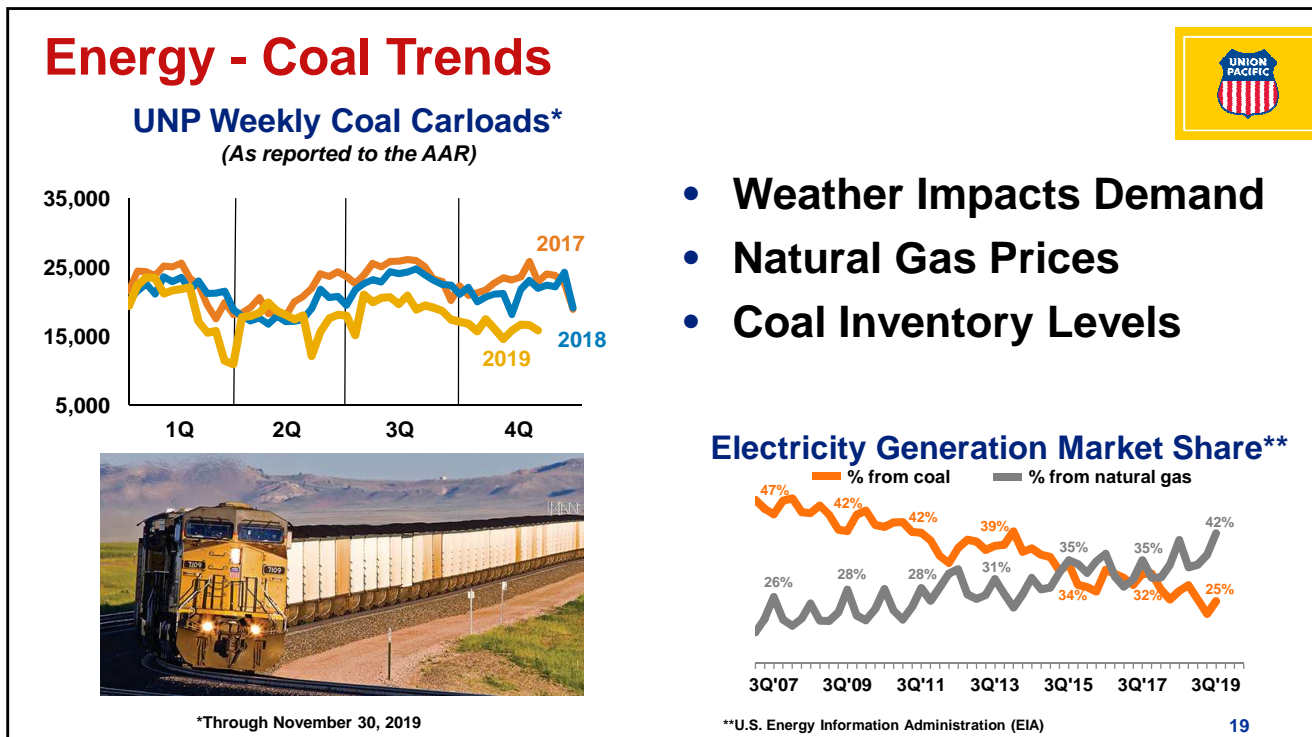 Energy - Coal Trends
UNION
PACIFIC
UNP Weekly Coal Carloads*
(As reported to the AAR)
35,000
25,000
15,000
5,000
2017
2018
2019
1Q 2Q 3Q 4Q
• Weather Impacts Demand
• Natural Gas Prices
• Coal Inventory Levels
7109 7109
*Through November 30, 2019
Electricity Generation Market Share**
% from coal % from natural gas
47% 42% 42% 39% 34% 32% 25%
26% 28% 28% 31% 35% 35% 42%
3Q'07 3Q'09 3Q'11 3Q'13 3Q'15 3Q'17 3Q'19
**U.S. Energy Information Administration (EIA)
19